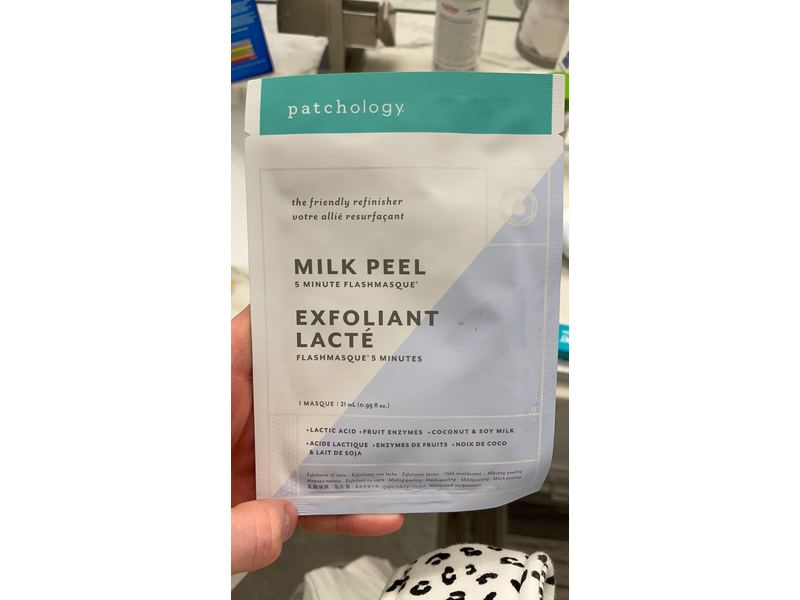 patchology
the friendly refinisher
votre allié resurfaçant
MILK PEEL
5 MINUTE FLASHMASQUE®
EXFOLIANT
LACTÉ
FLASHMASQUE® 5 MINUTES
1 MASQUE | 21 mL (0.95 fl oz.)
+LACTIC ACID +FRUIT ENZYMES +COCONUT & SOY MILK
+ACIDE LACTIQUE +ENZYMES DE FRUITS +NOIX DE COCO
& LAIT DE SOJA